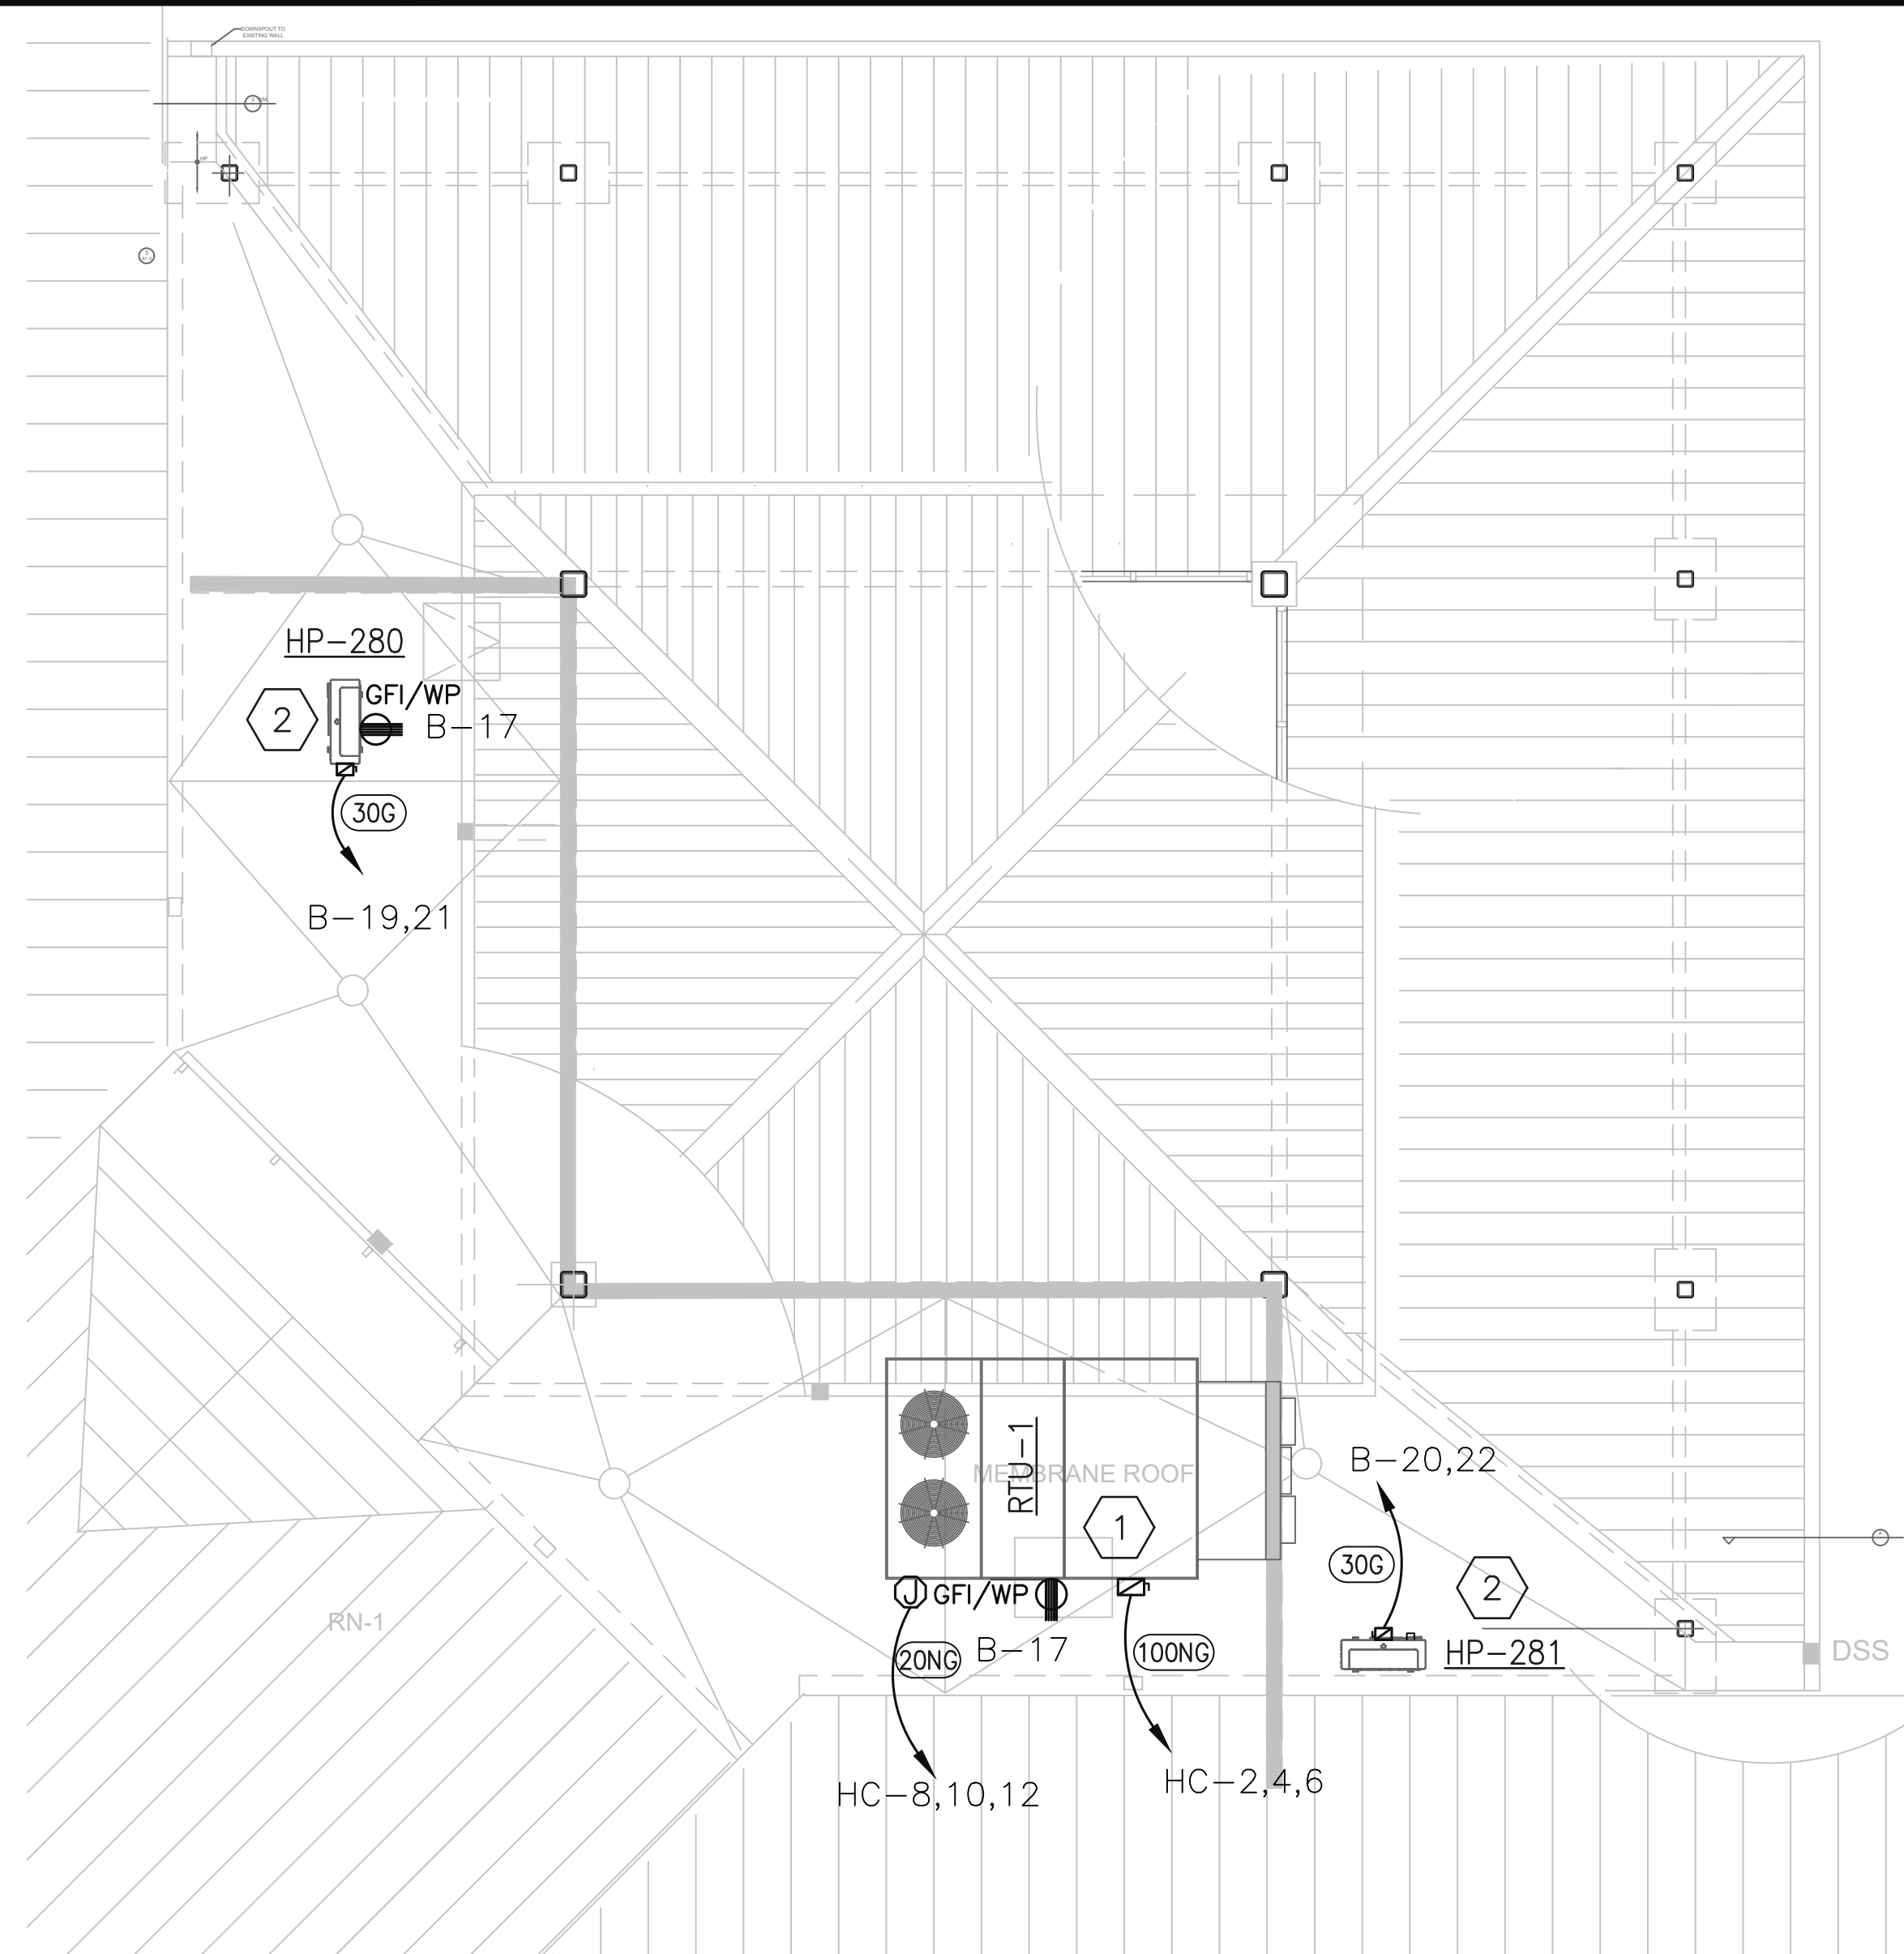 DOWNSPOUT TO
EXISTING WALL
HP
HP-280
2
GFI/WP
B-17
30G
B-19,21
MEMBRANE ROOF
RTU-1
1
B-20,22
30G
2
HP-281
J
GFI/WP
B-17
20NG
100NG
HC-8,10,12
HC-2,4,6
RN-1
DSS
A